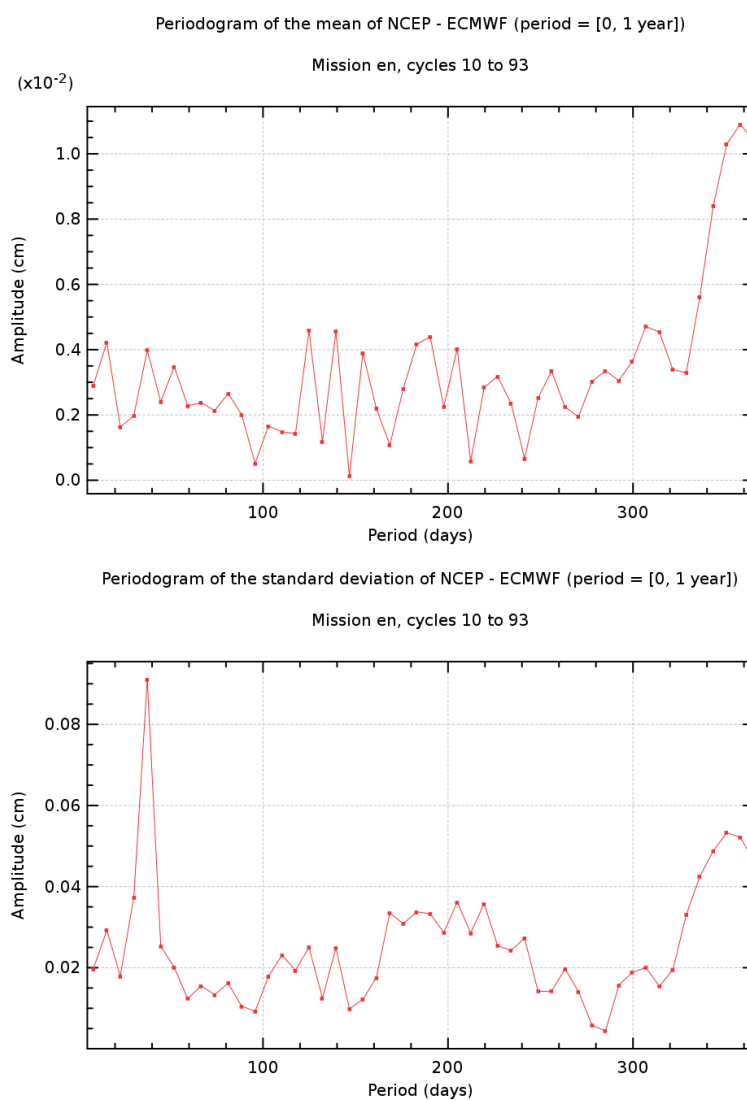 Periodogram of the mean of NCEP - ECMWF (period = [0, 1 year])
Mission en, cycles 10 to 93
(x10⁻²)
1.0
0.8
0.6
0.4
0.2
0.0
Amplitude (cm)
100 200 300
Period (days)
Periodogram of the standard deviation of NCEP - ECMWF (period = [0, 1 year])
Mission en, cycles 10 to 93
0.08
0.06
0.04
0.02
Amplitude (cm)
100 200 300
Period (days)